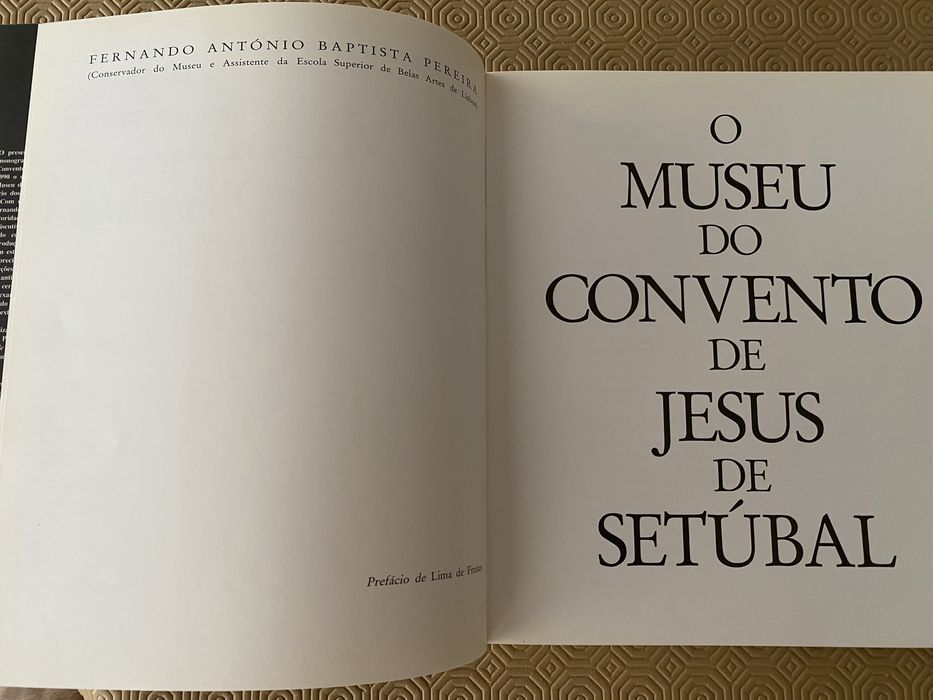 FERNANDO ANTÓNIO BAPTISTA PEREIRA
(Conservador do Museu e Assistente da Escola Superior de Belas Artes de Lisboa)
Prefácio de Lima de Freitas
O
MUSEU
DO
CONVENTO
DE
JESUS
DE
SETÚBAL